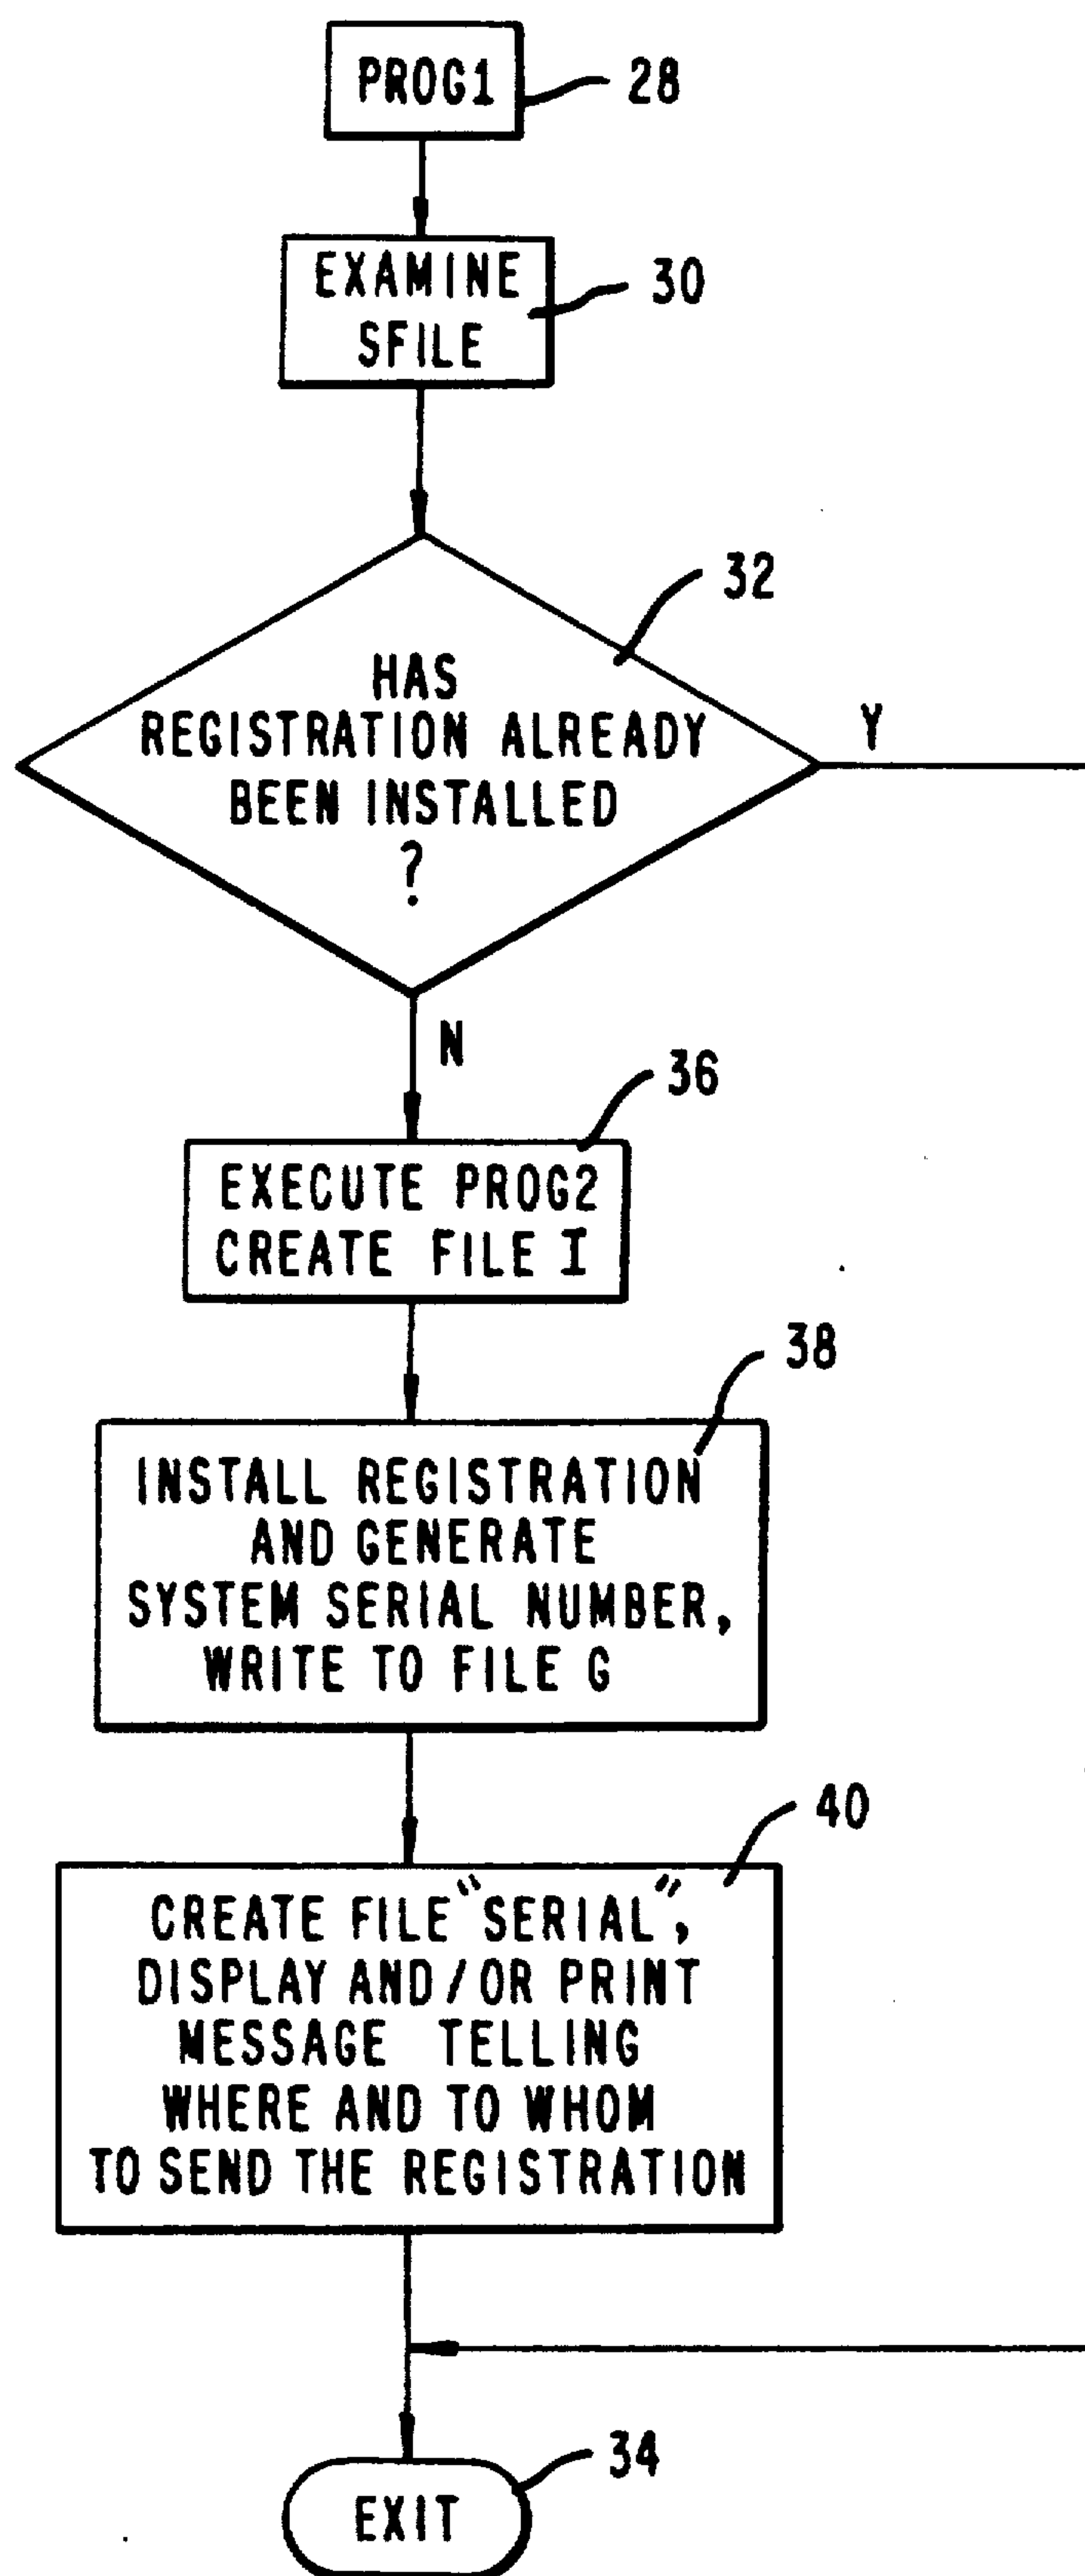 PROG1
28
EXAMINE
SFILE
30
32
HAS
REGISTRATION ALREADY
BEEN INSTALLED
?
Y
N
36
EXECUTE PROG2
CREATE FILE I
38
INSTALL REGISTRATION
AND GENERATE
SYSTEM SERIAL NUMBER,
WRITE TO FILE G
40
CREATE FILE "SERIAL",
DISPLAY AND/OR PRINT
MESSAGE TELLING
WHERE AND TO WHOM
TO SEND THE REGISTRATION
34
EXIT